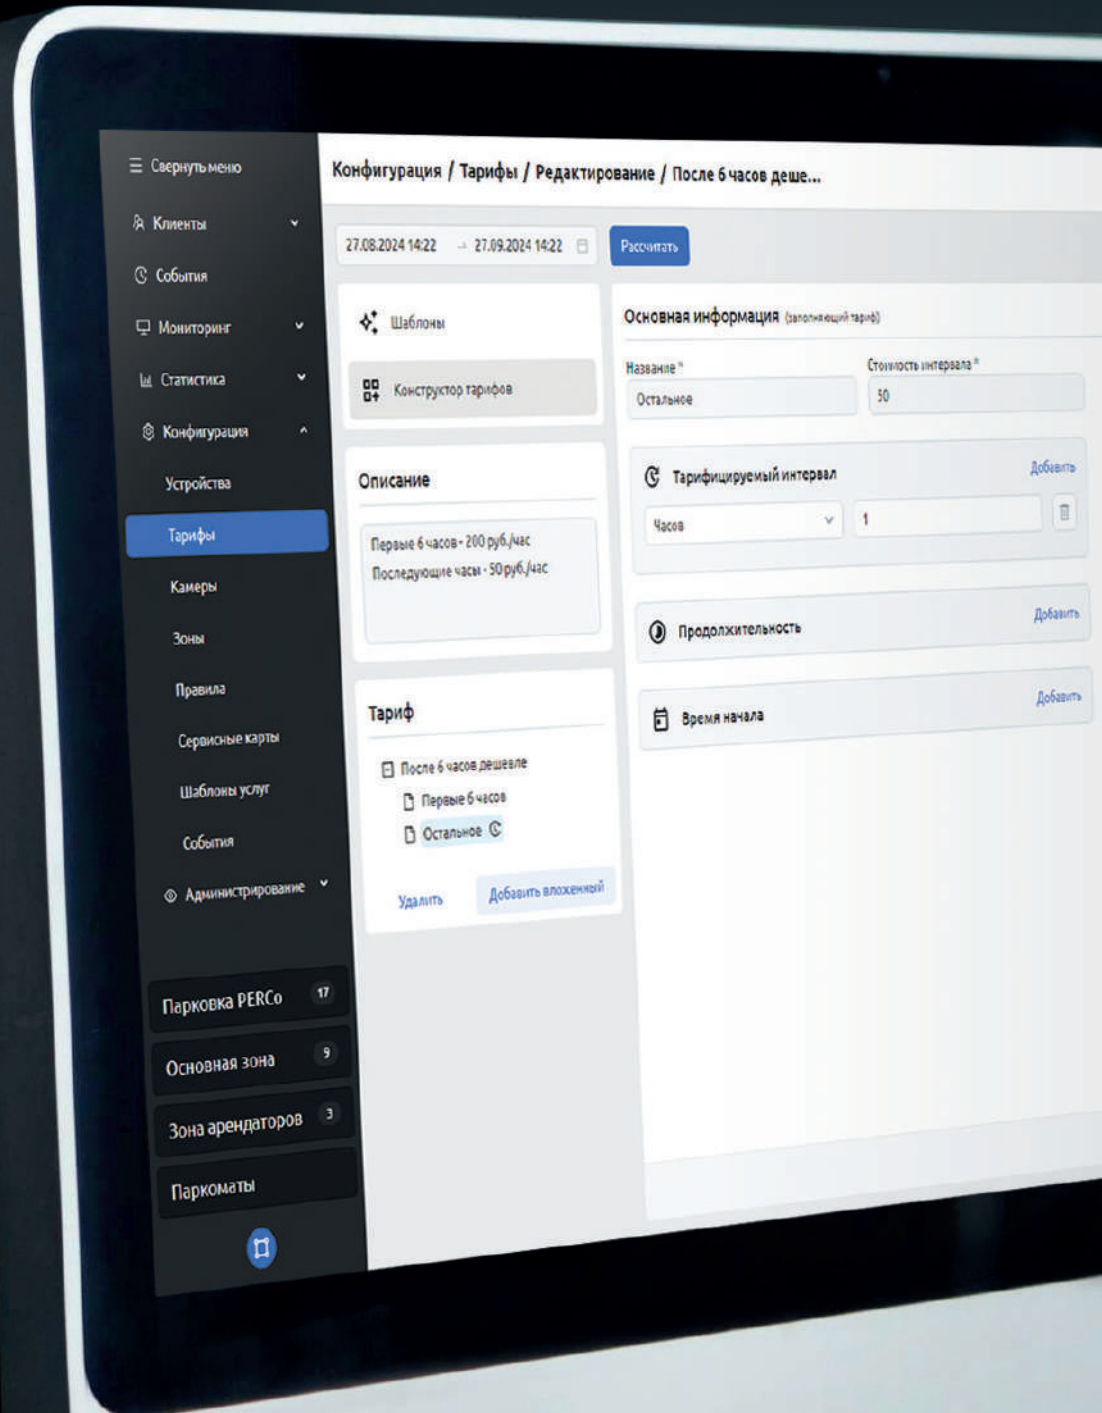 Свернуть меню
Клиенты
События
Мониторинг
Статистика
Конфигурация
Устройства
Тарифы
Камеры
Зоны
Правила
Сервисные карты
Шаблоны услуг
События
Администрирование
Парковка PERCo 17
Основная зона 9
Зона арендаторов 3
Паркоматы
Конфигурация / Тарифы / Редактирование / После 6 часов деше...
27.08.2024 14:22 → 27.09.2024 14:22
Рассчитать
Шаблоны
Конструктор тарифов
Описание
Первые 6 часов - 200 руб./час
Последующие часы - 50 руб./час
Тариф
После 6 часов дешевле
Первые 6 часов
Остальное
Удалить
Добавить вложенный
Основная информация (заполняющий тариф)
Название *
Стоимость интервала *
Остальное
50
Тарифицируемый интервал
Добавить
Часов
1
Продолжительность
Добавить
Время начала
Добавить